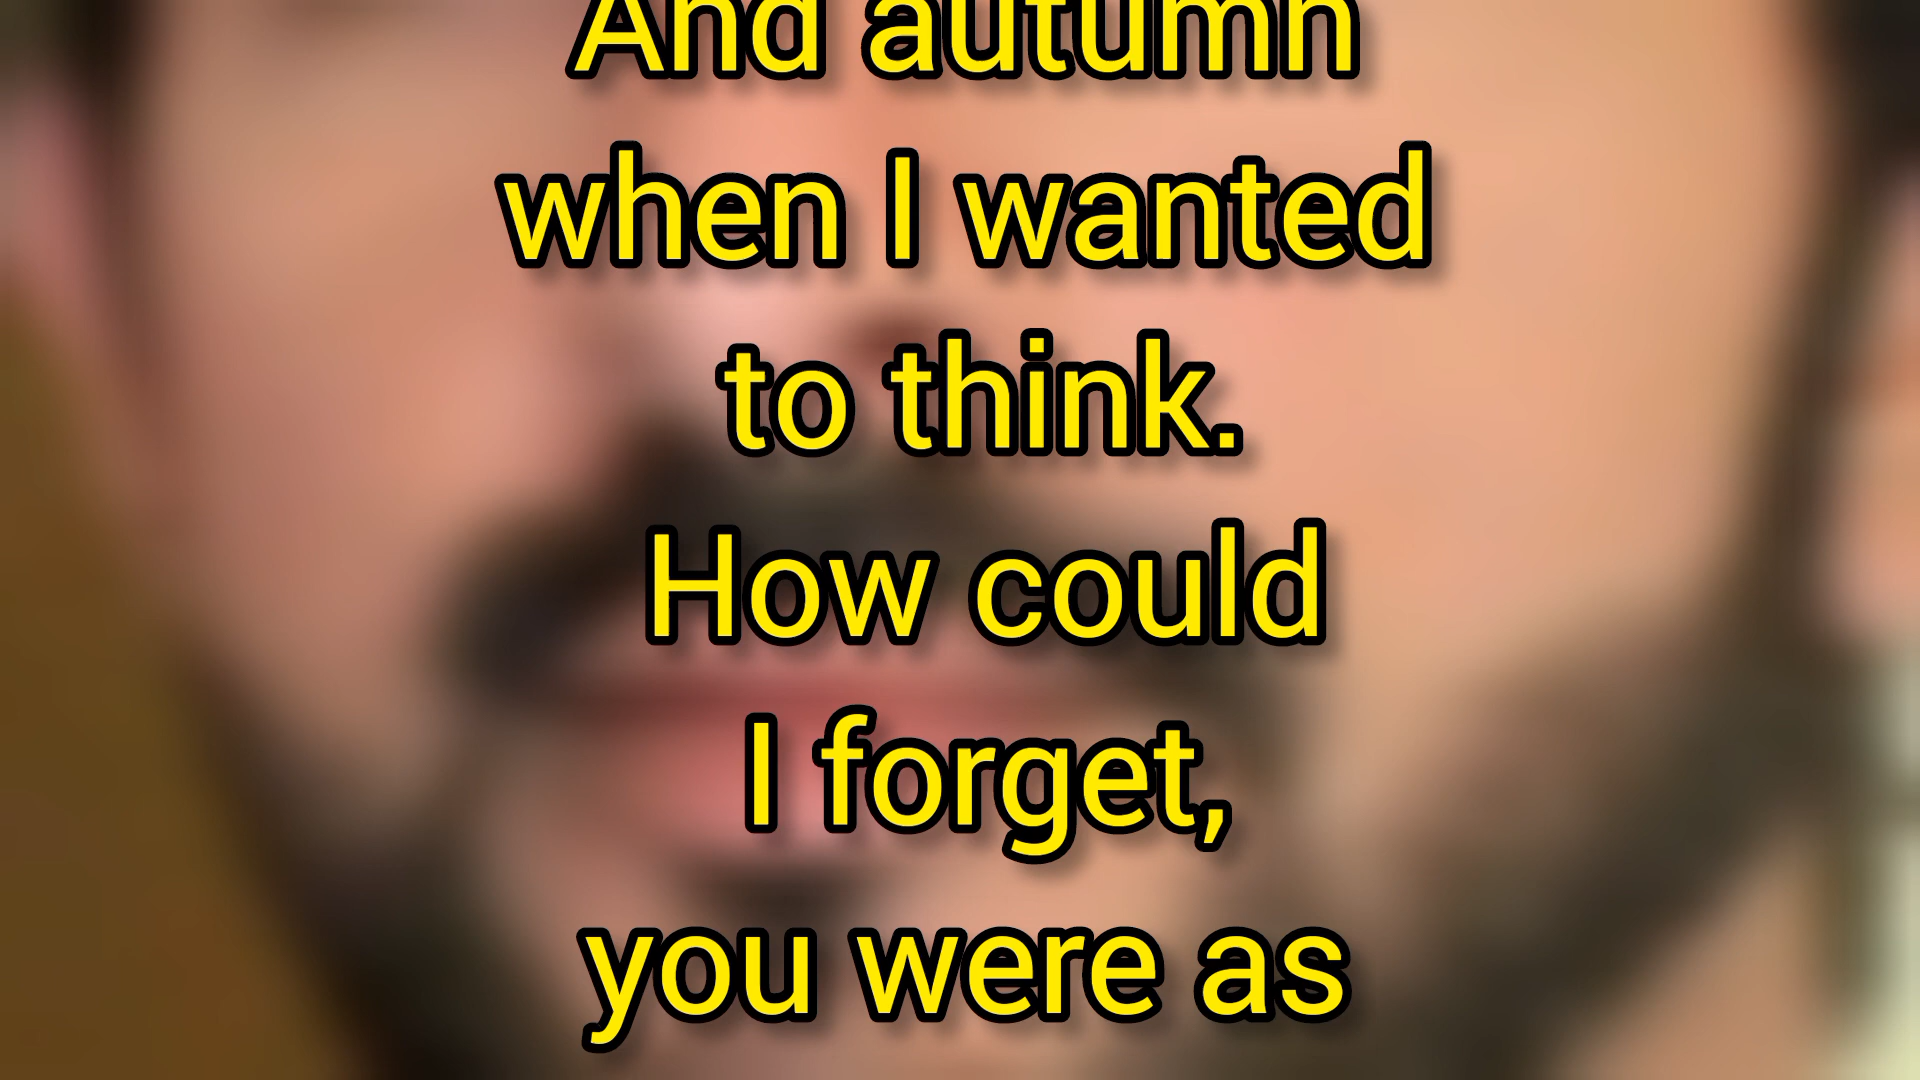 And autumn
when I wanted
to think.
How could
I forget,
you were as